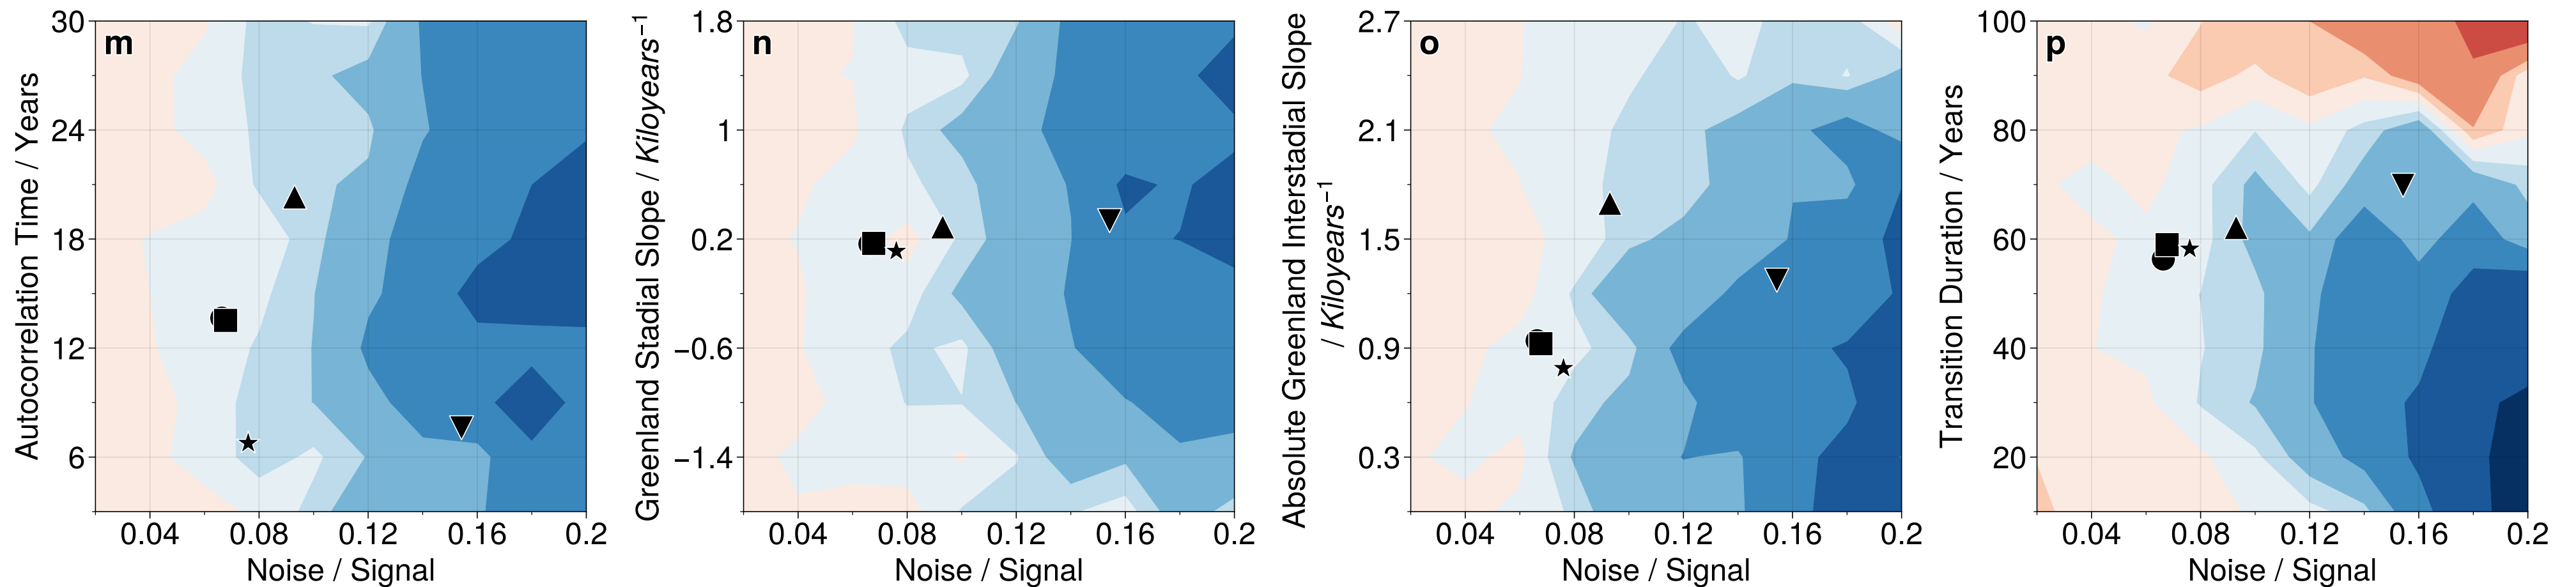 m
Autocorrelation Time / Years
30
24
18
12
6
0.04 0.08 0.12 0.16 0.2
Noise / Signal
n
Greenland Stadial Slope / Kiloyears⁻¹
1.8
1
0.2
−0.6
−1.4
0.04 0.08 0.12 0.16 0.2
Noise / Signal
o
Absolute Greenland Interstadial Slope
/ Kiloyears⁻¹
2.7
2.1
1.5
0.9
0.3
0.04 0.08 0.12 0.16 0.2
Noise / Signal
p
Transition Duration / Years
100
80
60
40
20
0.04 0.08 0.12 0.16 0.2
Noise / Signal